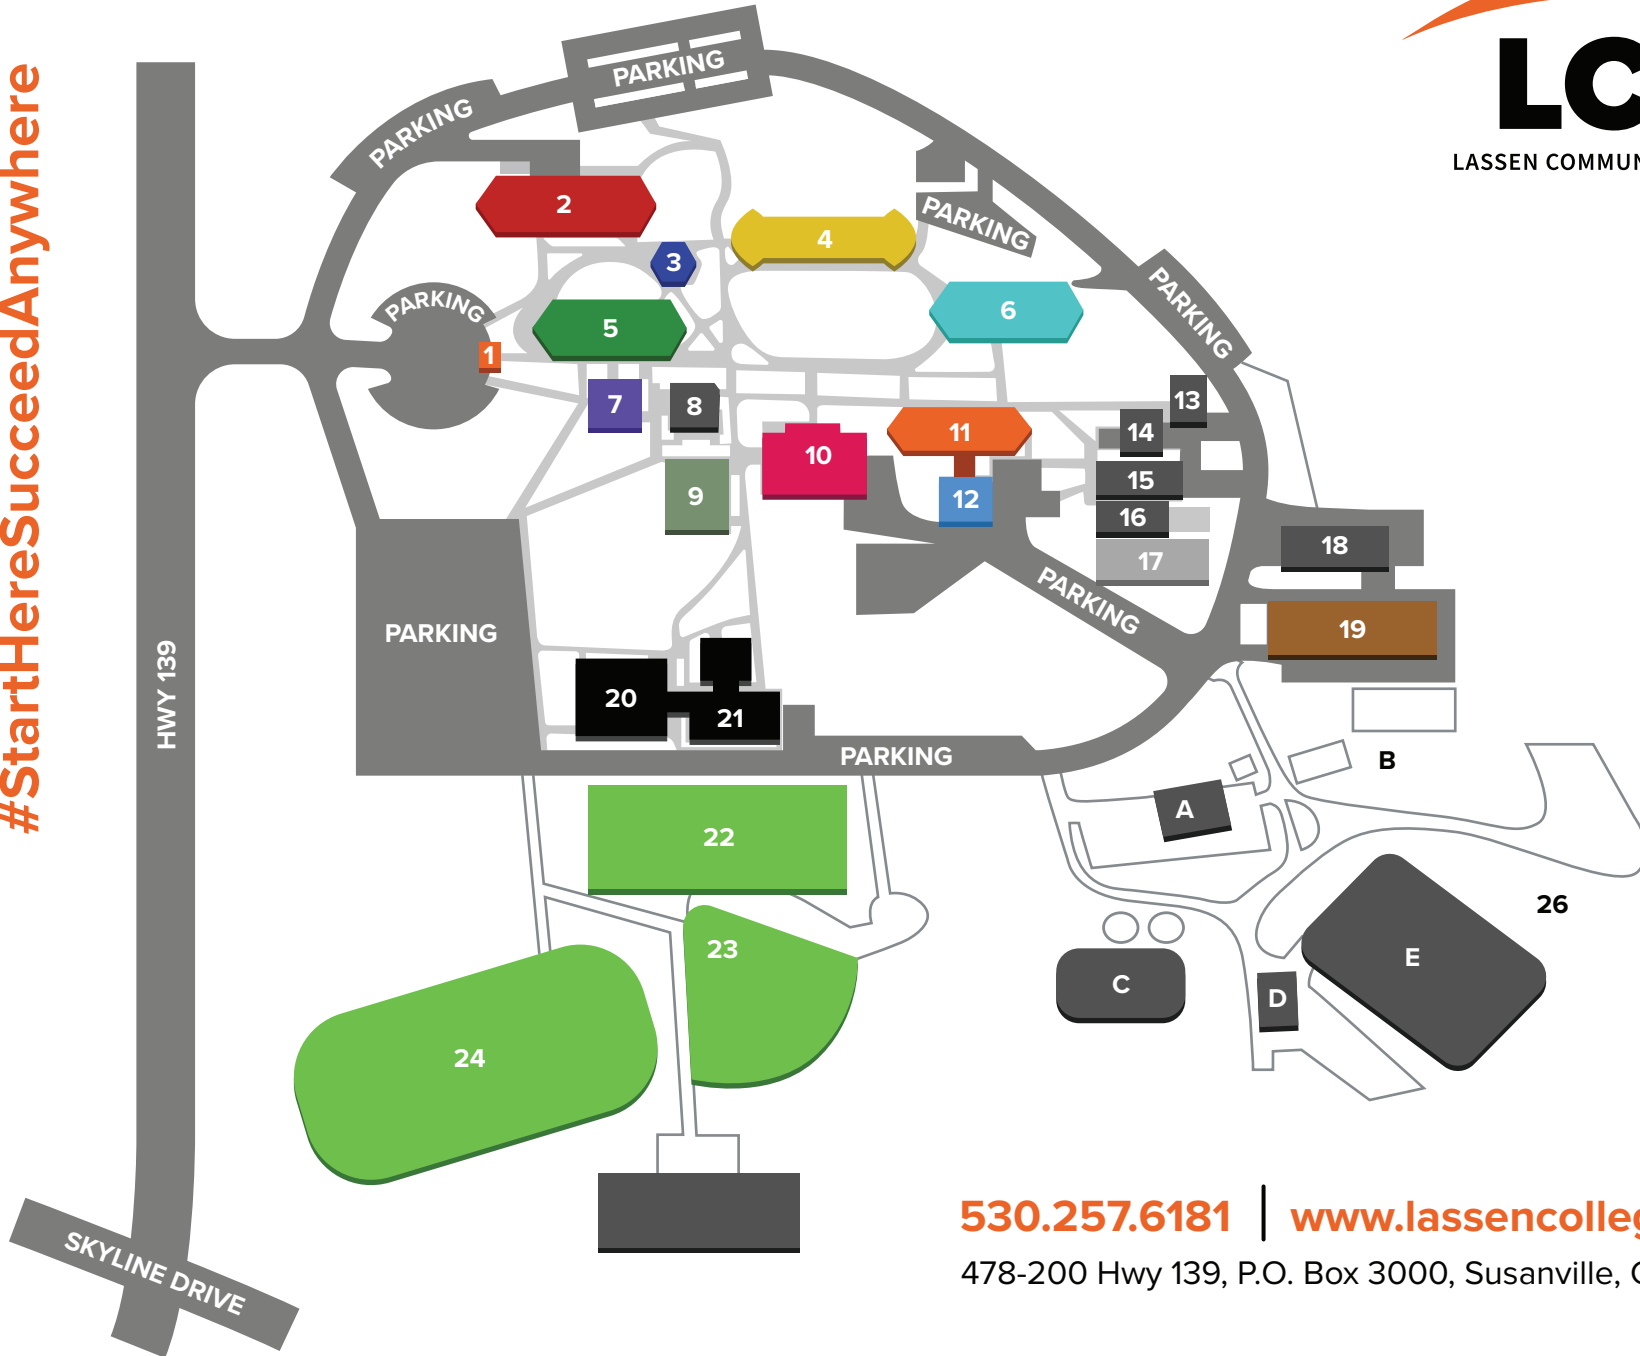 #StartHereSucceedAnywhere
LC
LASSEN COMMUN
PARKING
PARKING
2
PARKING
4
3
PARKING
6
PARKING
5
1
7
8
13
11
14
10
15
9
12
16
18
17
PARKING
19
PARKING
HWY 139
20
21
PARKING
B
A
22
26
23
E
C
D
24
530.257.6181 | www.lassencolleg
SKYLINE DRIVE
478-200 Hwy 139, P.O. Box 3000, Susanville, C